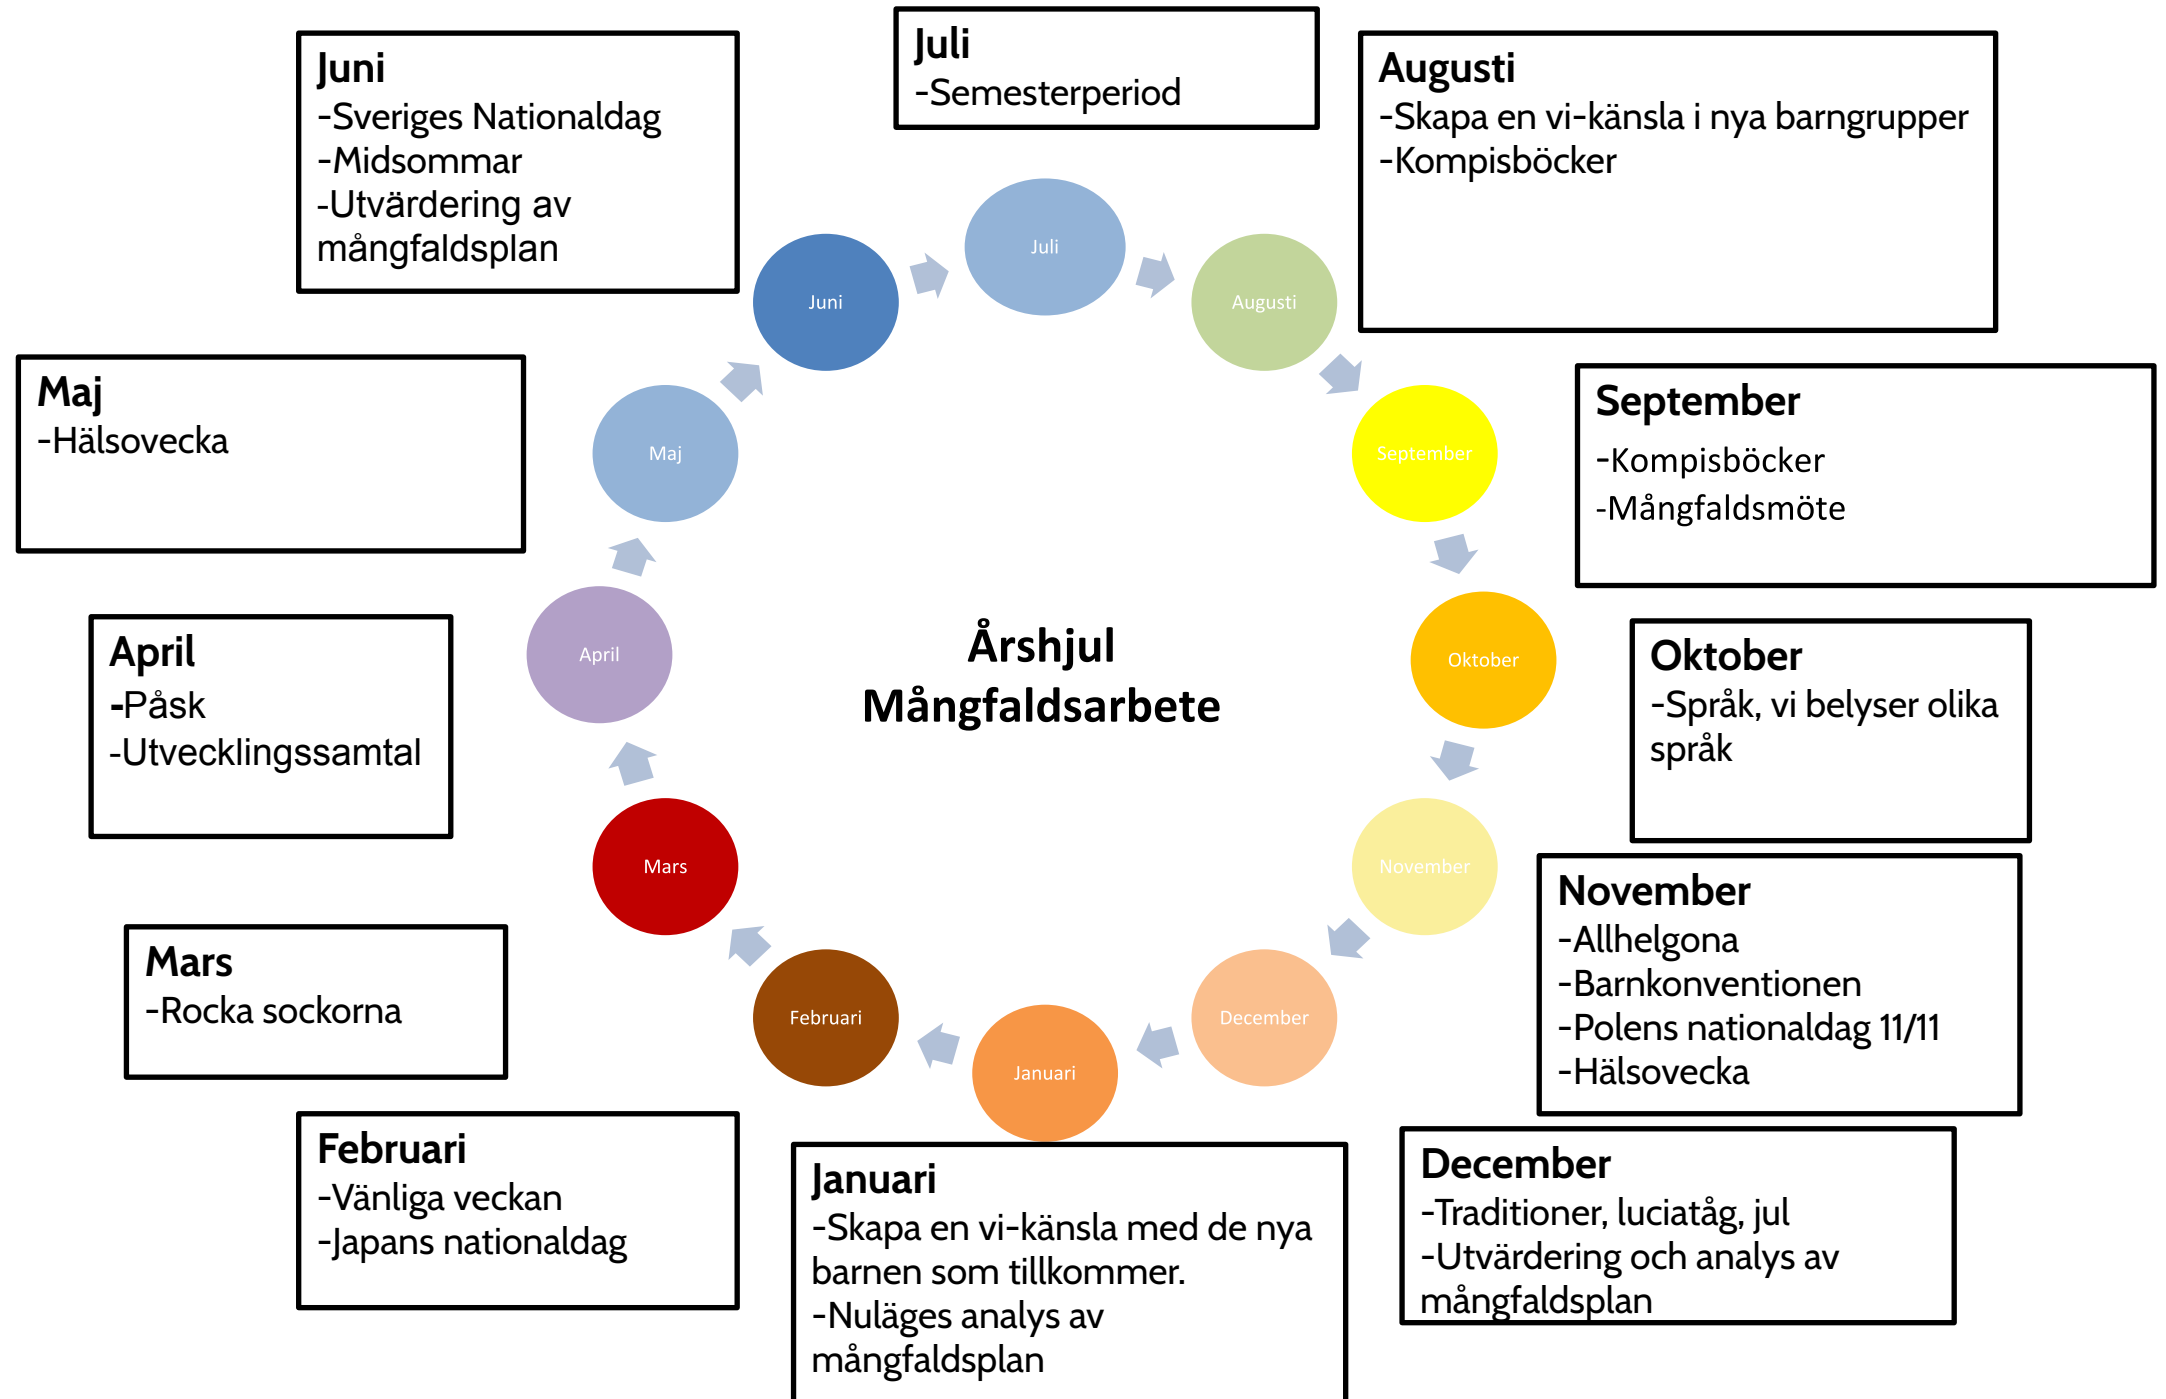 Juni
-Sveriges Nationaldag
-Midsommar
-Utvärdering av
mångfaldsplan
Juli
-Semesterperiod
Augusti
-Skapa en vi-känsla i nya barngrupper
-Kompisböcker
Juli
Juni
Augusti
Maj
-Hälsovecka
Maj
September
September
-Kompisböcker
-Mångfaldsmöte
April
-Påsk
-Utvecklingssamtal
April
Årshjul
Mångfaldsarbete
Oktober
Oktober
-Språk, vi belyser olika
språk
Mars
November
November
-Allhelgona
-Barnkonventionen
-Polens nationaldag 11/11
-Hälsovecka
Mars
-Rocka sockorna
Februari
December
Januari
Februari
-Vänliga veckan
-Japans nationaldag
Januari
-Skapa en vi-känsla med de nya
barnen som tillkommer.
-Nuläges analys av
mångfaldsplan
December
-Traditioner, luciatåg, jul
-Utvärdering och analys av
mångfaldsplan